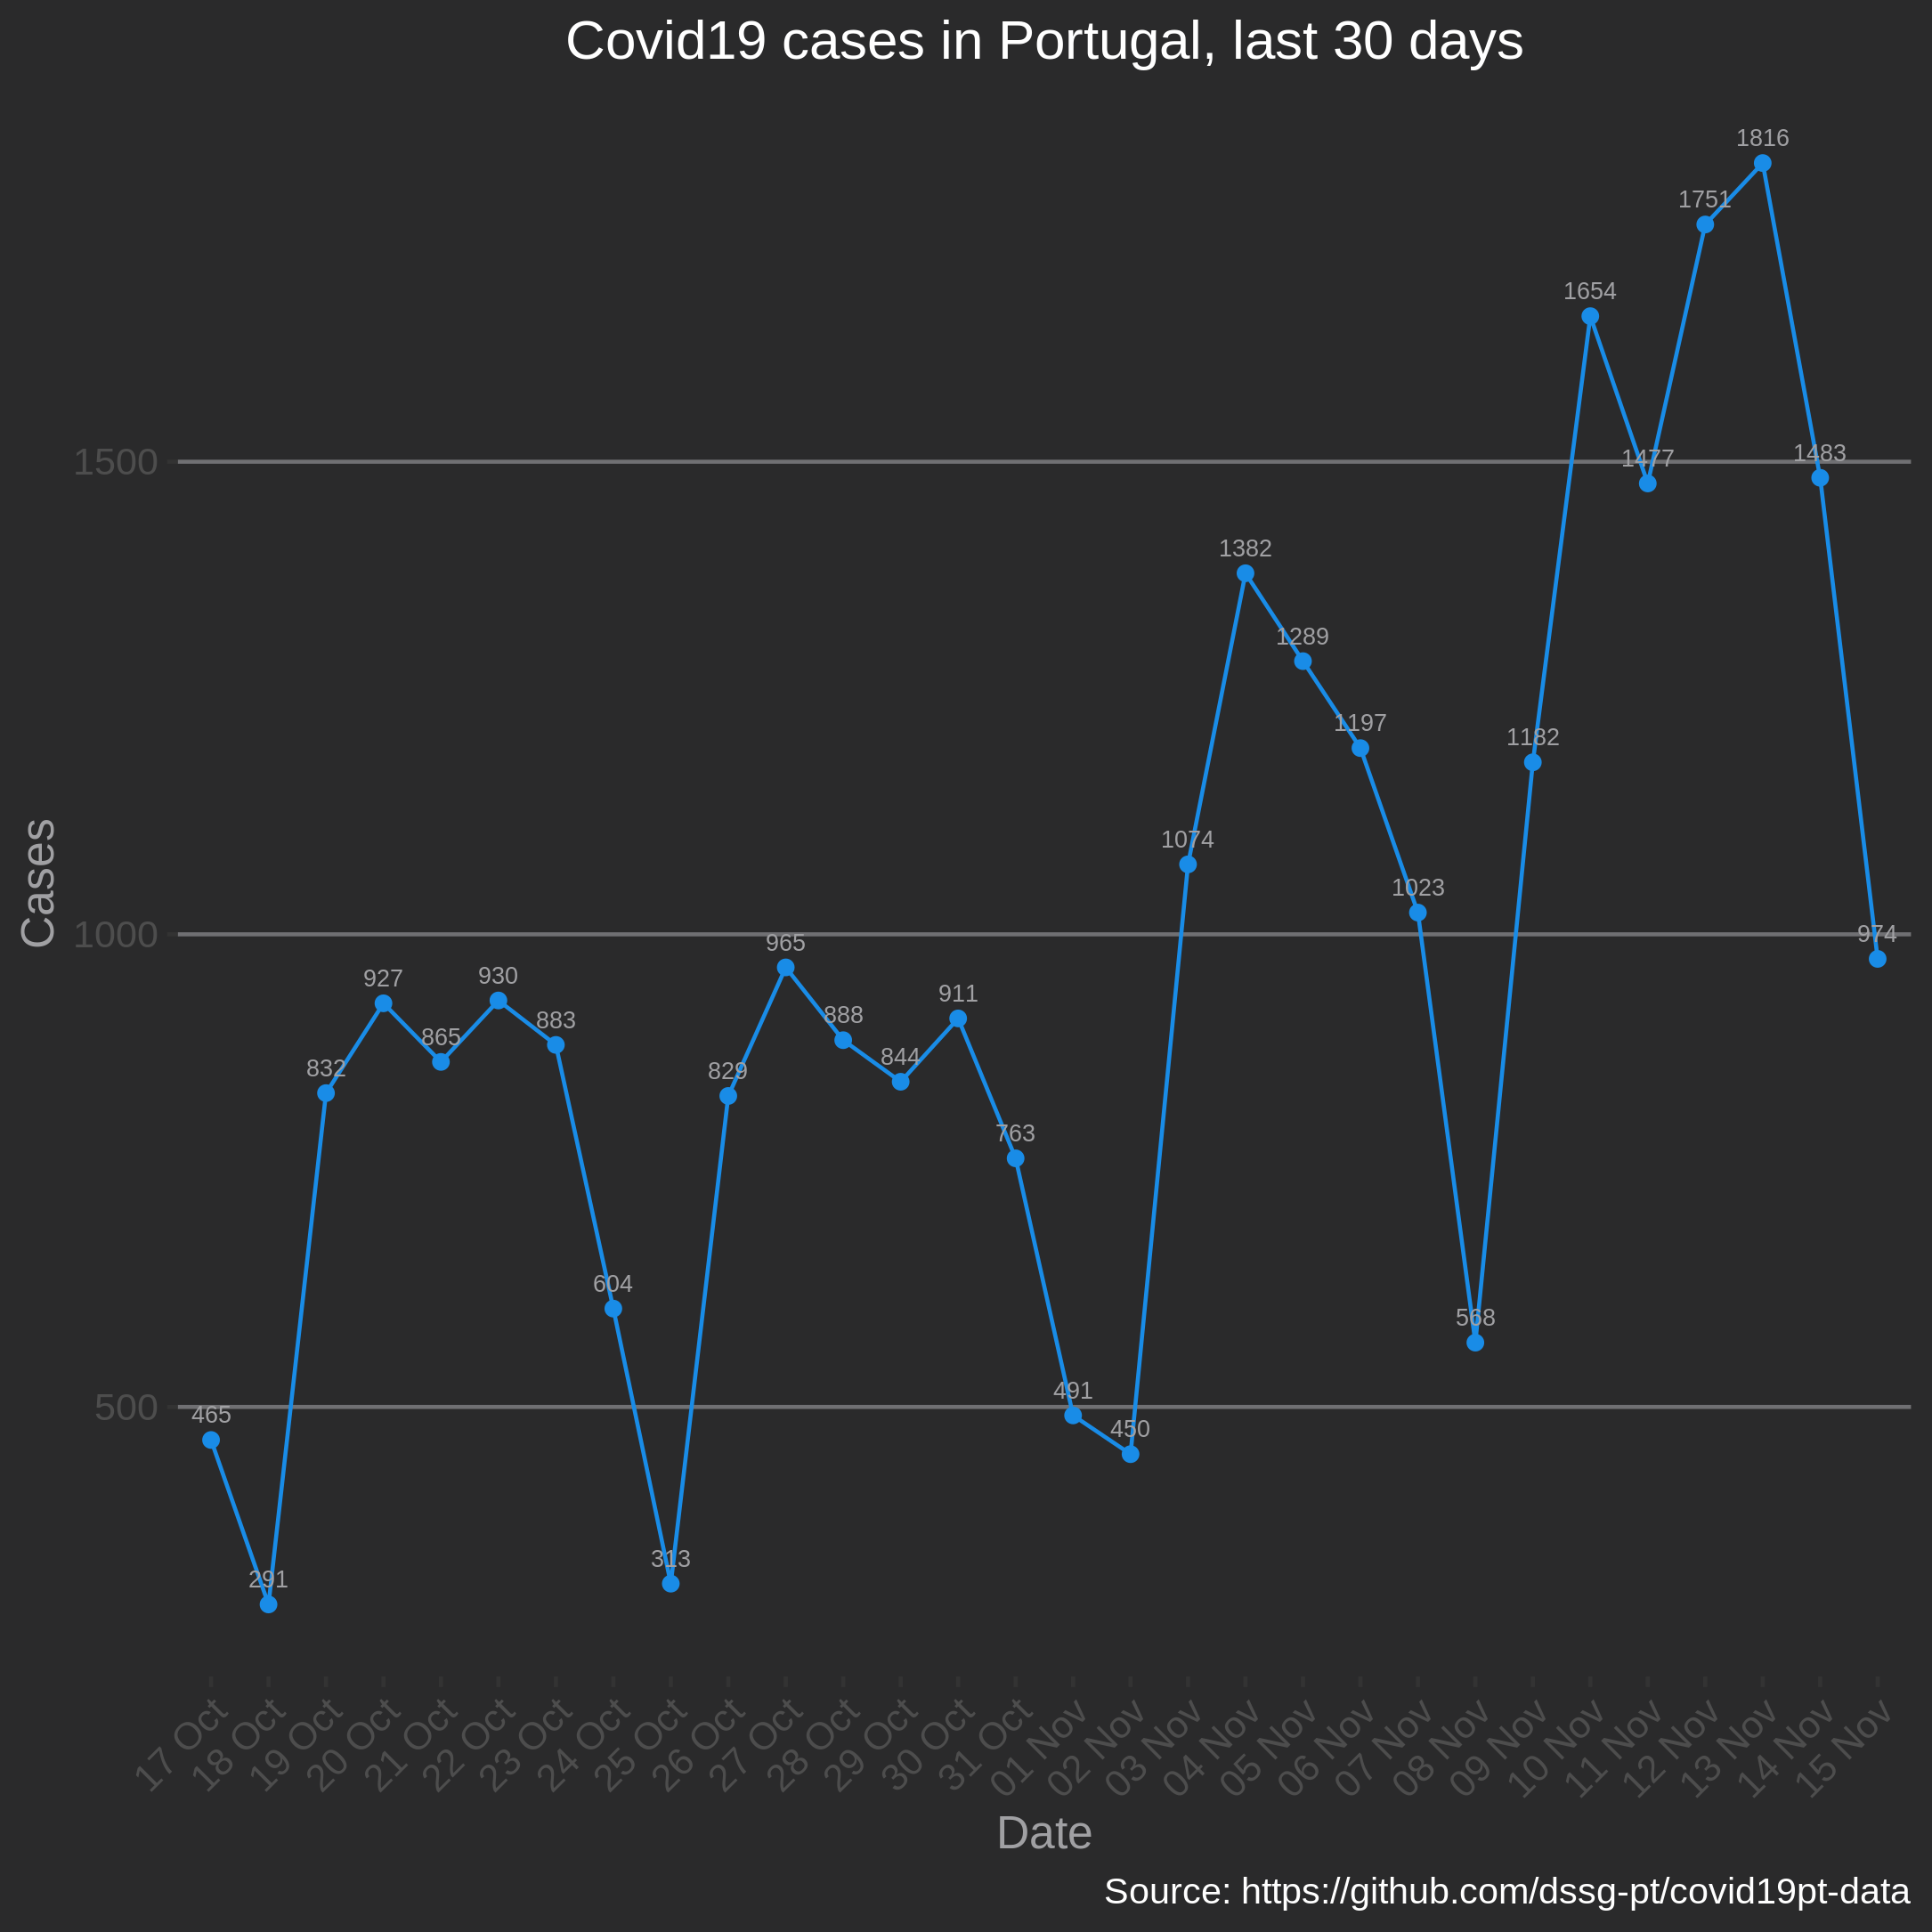 Covid19 cases in Portugal, last 30 days
Cases
1500
1000
500
465
291
832
927
865
930
883
604
313
829
965
888
844
911
763
491
450
1074
1382
1289
1197
1023
568
1182
1654
1477
1751
1816
1483
974
17 Oct
18 Oct
19 Oct
20 Oct
21 Oct
22 Oct
23 Oct
24 Oct
25 Oct
26 Oct
27 Oct
28 Oct
29 Oct
30 Oct
31 Oct
01 Nov
02 Nov
03 Nov
04 Nov
05 Nov
06 Nov
07 Nov
08 Nov
09 Nov
10 Nov
11 Nov
12 Nov
13 Nov
14 Nov
15 Nov
Date
Source: https://github.com/dssg-pt/covid19pt-data